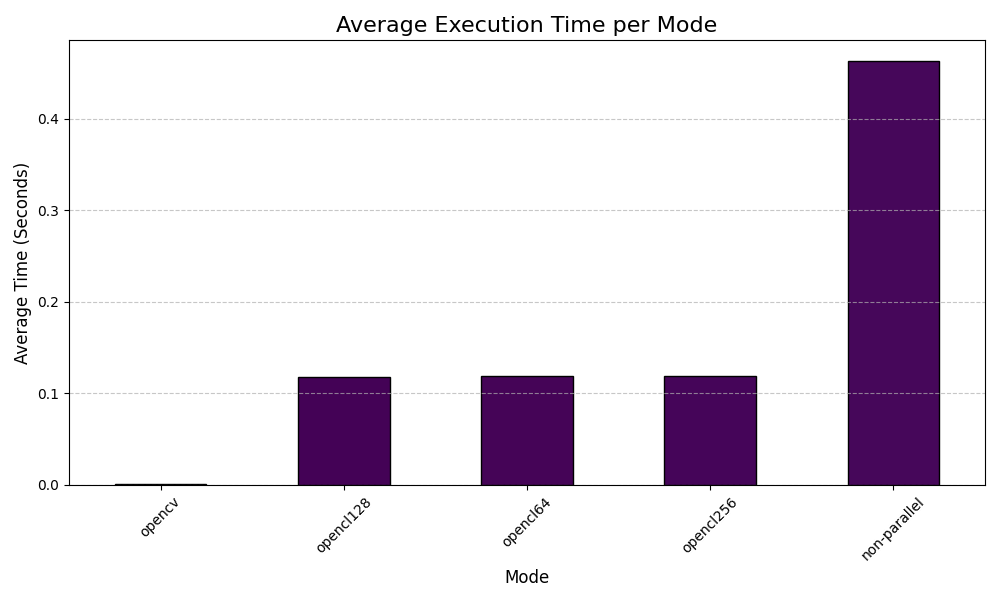 Average Execution Time per Mode
Average Time (Seconds)
0.4
0.3
0.2
0.1
0.0
opencv
opencl128
opencl64
opencl256
non-parallel
Mode